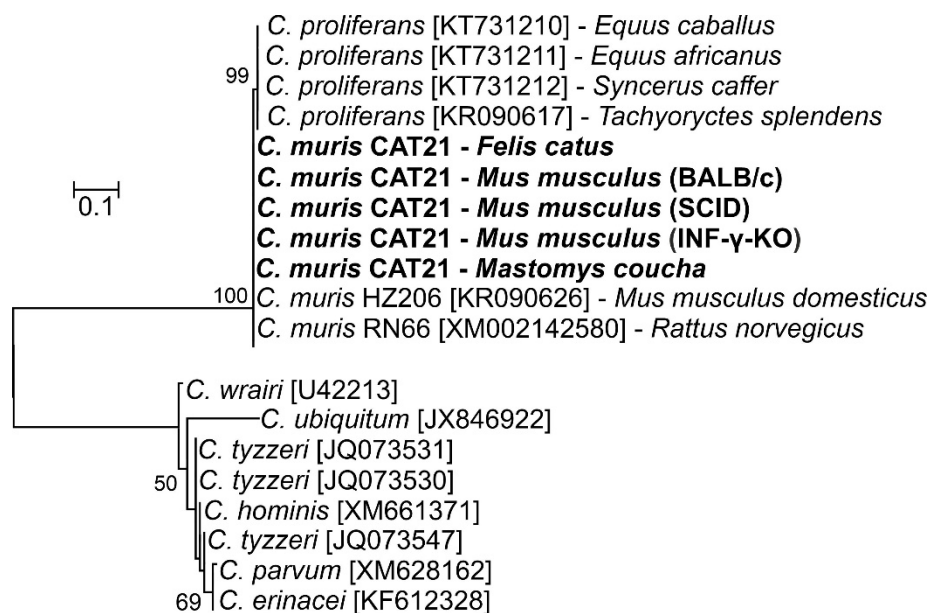 C. proliferans [KT731210] - Equus caballus
C. proliferans [KT731211] - Equus africanus
99
C. proliferans [KT731212] - Syncerus caffer
C. proliferans [KR090617] - Tachyoryctes splendens
C. muris CAT21 - Felis catus
C. muris CAT21 - Mus musculus (BALB/c)
0.1
C. muris CAT21 - Mus musculus (SCID)
C. muris CAT21 - Mus musculus (INF-γ-KO)
C. muris CAT21 - Mastomys coucha
100
C. muris HZ206 [KR090626] - Mus musculus domesticus
C. muris RN66 [XM002142580] - Rattus norvegicus
C. wrairi [U42213]
C. ubiquitum [JX846922]
C. tyzzeri [JQ073531]
50
C. tyzzeri [JQ073530]
C. hominis [XM661371]
C. tyzzeri [JQ073547]
C. parvum [XM628162]
69
C. erinacei [KF612328]